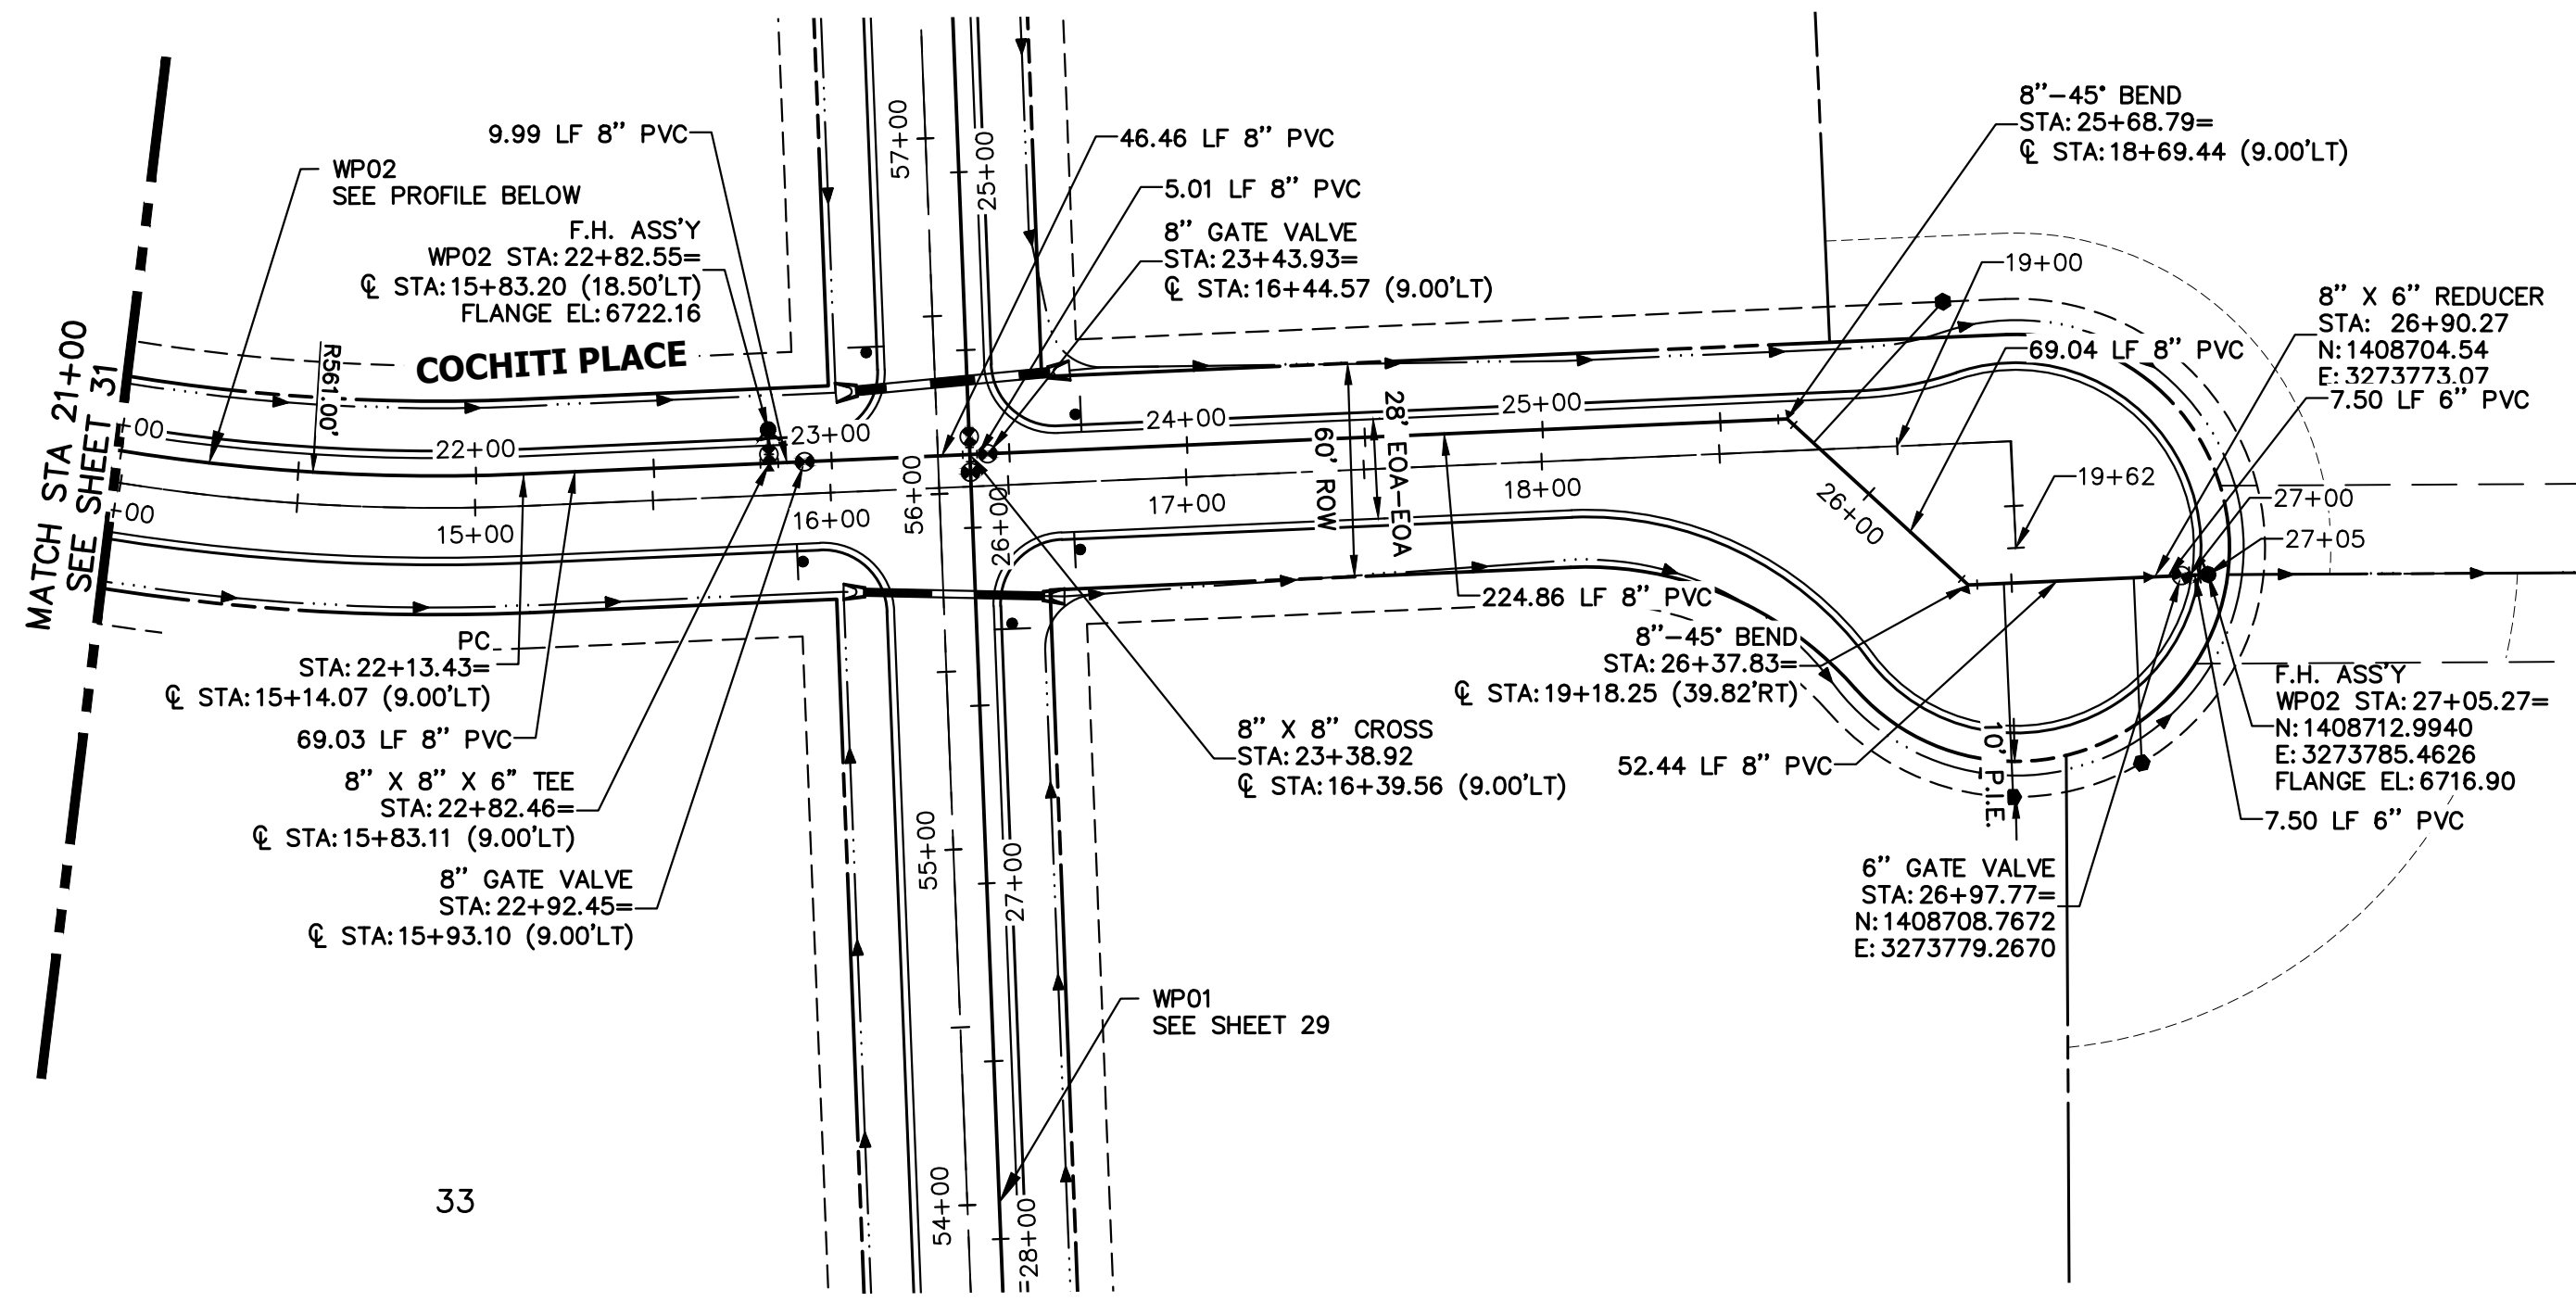 MATCH STA 21+00
SEE SHEET 31
WP02
SEE PROFILE BELOW
9.99 LF 8" PVC
F.H. ASS'Y
WP02 STA: 22+82.55=
℄ STA: 15+83.20 (18.50'LT)
FLANGE EL: 6722.16
COCHITI PLACE
R561.00'
57+00
25+00
46.46 LF 8" PVC
5.01 LF 8" PVC
8" GATE VALVE
STA: 23+43.93=
℄ STA: 16+44.57 (9.00'LT)
8"-45° BEND
STA: 25+68.79=
℄ STA: 18+69.44 (9.00'LT)
19+00
69.04 LF 8" PVC
8" X 6" REDUCER
STA: 26+90.27
N: 1408704.54
E: 3273773.07
7.50 LF 6" PVC
19+62
27+00
27+05
+00
22+00
23+00
24+00
25+00
+00
15+00
16+00
56+00
26+00
17+00
18+00
60' ROW
28' EOA-EOA
26+00
PC
STA: 22+13.43=
℄ STA: 15+14.07 (9.00'LT)
69.03 LF 8" PVC
8" X 8" X 6" TEE
STA: 22+82.46=
℄ STA: 15+83.11 (9.00'LT)
8" GATE VALVE
STA: 22+92.45=
℄ STA: 15+93.10 (9.00'LT)
224.86 LF 8" PVC
8"-45° BEND
STA: 26+37.83=
℄ STA: 19+18.25 (39.82'RT)
8" X 8" CROSS
STA: 23+38.92
℄ STA: 16+39.56 (9.00'LT)
52.44 LF 8" PVC
10' P.I.E.
F.H. ASS'Y
WP02 STA: 27+05.27=
N: 1408712.9940
E: 3273785.4626
FLANGE EL: 6716.90
7.50 LF 6" PVC
6" GATE VALVE
STA: 26+97.77=
N: 1408708.7672
E: 3273779.2670
55+00
27+00
WP01
SEE SHEET 29
54+00
28+00
33